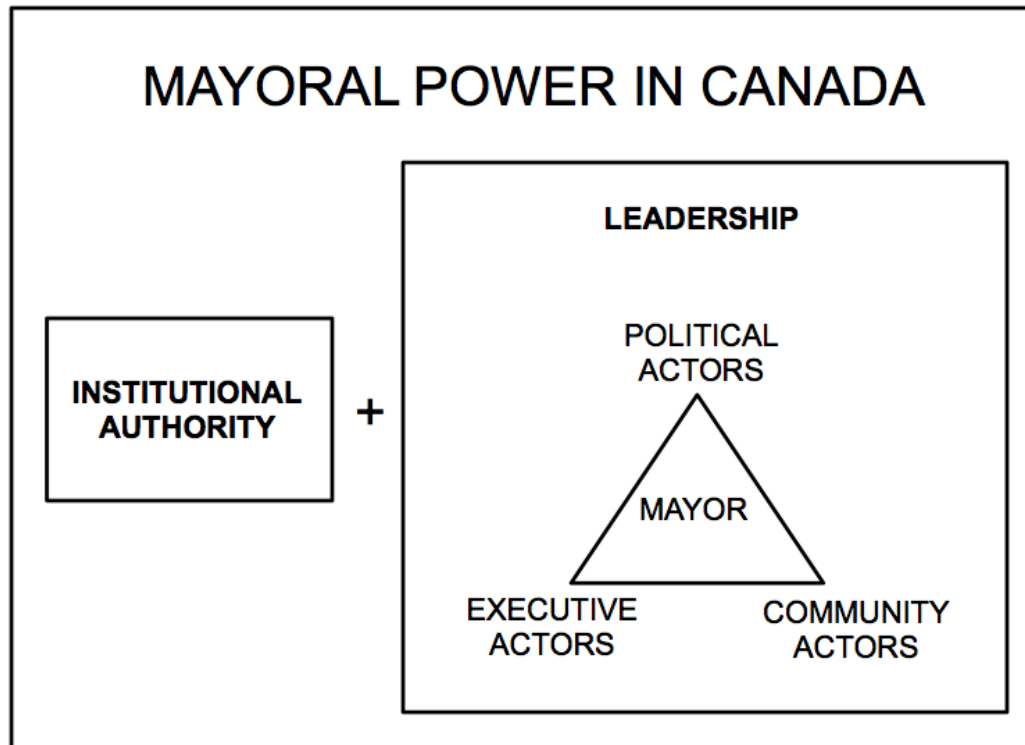 MAYORAL POWER IN CANADA
INSTITUTIONAL
AUTHORITY
+
LEADERSHIP
POLITICAL
ACTORS
MAYOR
EXECUTIVE
ACTORS
COMMUNITY
ACTORS